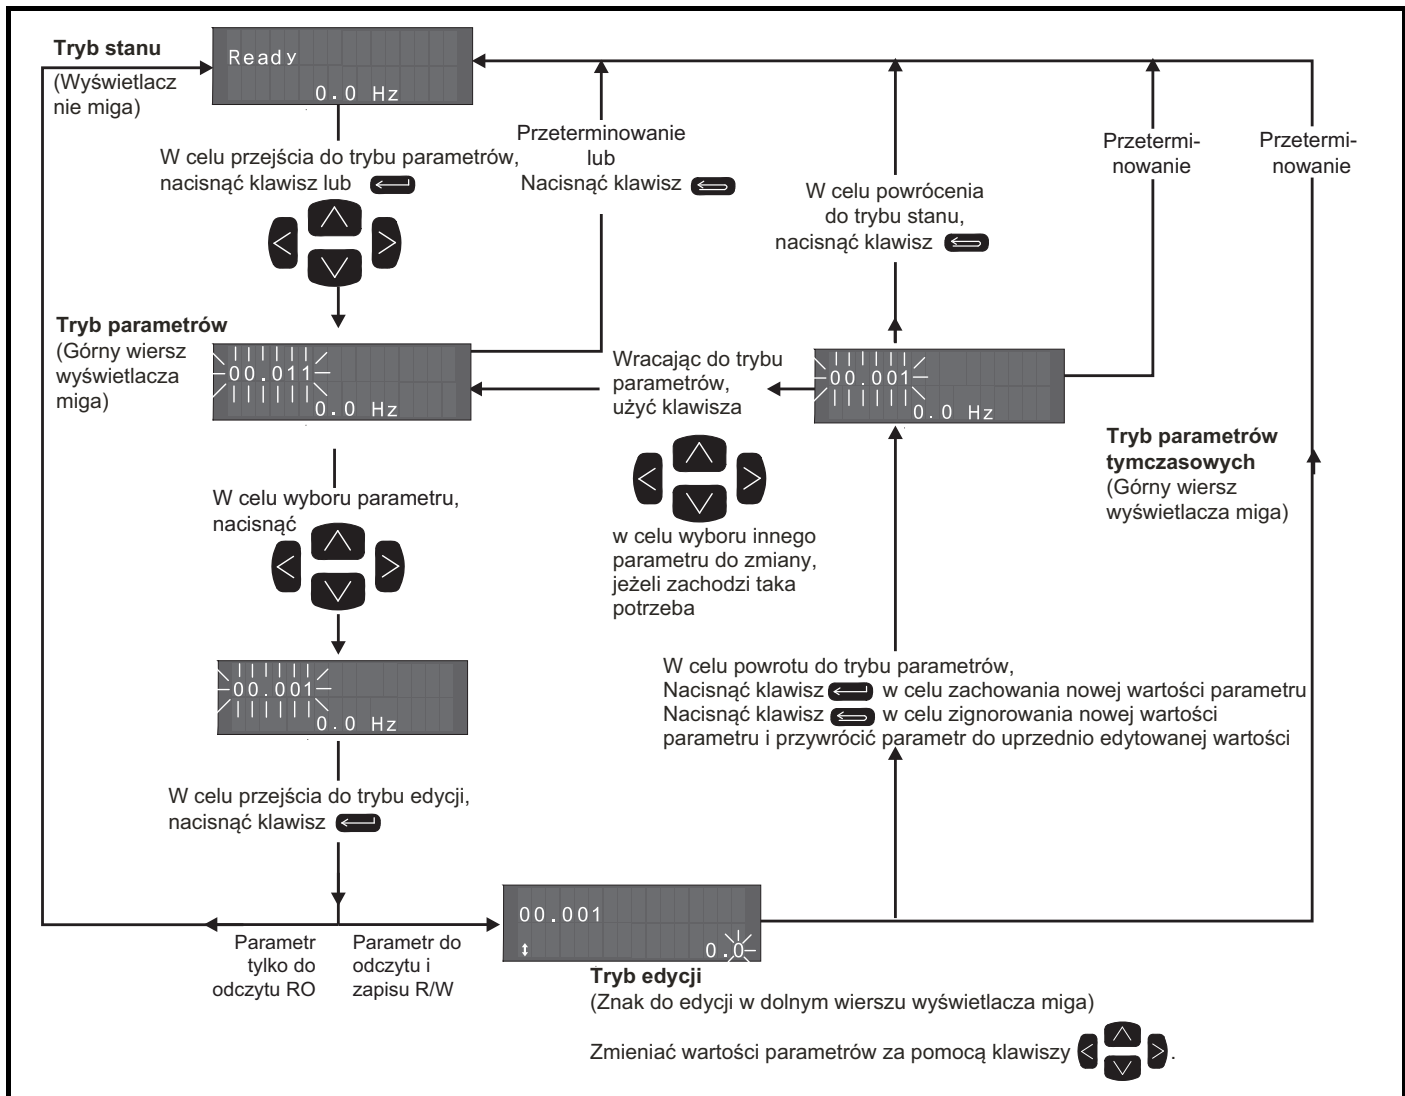 Tryb stanu
(Wyświetlacz
nie miga)
Ready
0.0 Hz
W celu przejścia do trybu parametrów,
nacisnąć klawisz lub
Przeterminowanie
lub
Nacisnąć klawisz
W celu powrócenia
do trybu stanu,
nacisnąć klawisz
Przetermi-
nowanie
Przetermi-
nowanie
Tryb parametrów
(Górny wiersz
wyświetlacza
miga)
00.011
0.0 Hz
Wracając do trybu
parametrów,
użyć klawisza
w celu wyboru innego
parametru do zmiany,
jeżeli zachodzi taka
potrzeba
00.001
0.0 Hz
Tryb parametrów
tymczasowych
(Górny wiersz
wyświetlacza miga)
W celu wyboru parametru,
nacisnąć
00.001
0.0 Hz
W celu powrotu do trybu parametrów,
Nacisnąć klawisz w celu zachowania nowej wartości parametru
Nacisnąć klawisz w celu zignorowania nowej wartości
parametru i przywrócić parametr do uprzednio edytowanej wartości
W celu przejścia do trybu edycji,
nacisnąć klawisz
Parametr
tylko do
odczytu RO
Parametr do
odczytu i
zapisu R/W
00.001
0.0
Tryb edycji
(Znak do edycji w dolnym wierszu wyświetlacza miga)
Zmieniać wartości parametrów za pomocą klawiszy .